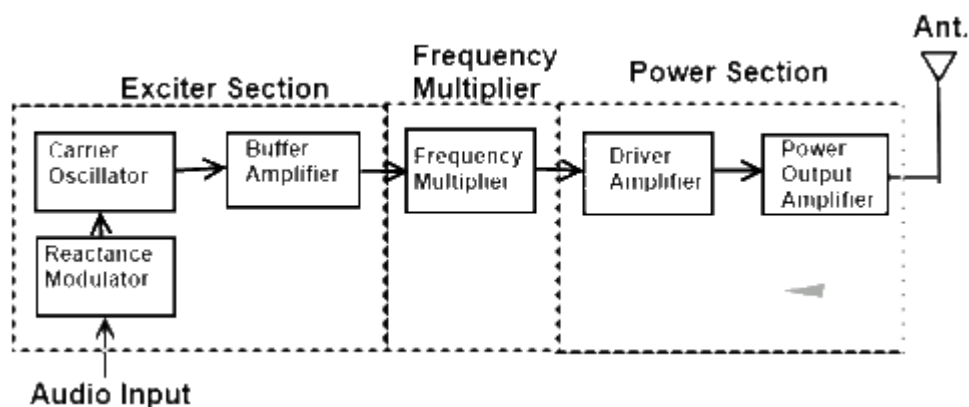 Ant.
Frequency
Multiplier
Exciter Section
Power Section
Carrier
Oscillator
Buffer
Amplifier
Frequency
Multiplier
Driver
Amplifier
Power
Output
Amplifier
Reactance
Modulator
Audio Input